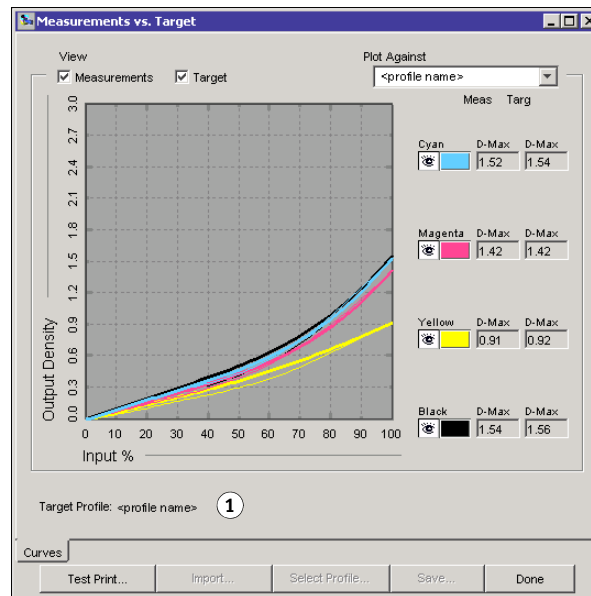 Measurements vs. Target
View
Plot Against
Measurements
Target
<profile name>
Meas Targ
3.0
2.7
2.4
2.1
1.8
1.5
1.2
0.9
0.6
0.3
0.0
Output Density
0 10 20 30 40 50 60 70 80 90 100
Input %
Cyan D-Max D-Max
1.52 1.54
Magenta D-Max D-Max
1.42 1.42
Yellow D-Max D-Max
0.91 0.92
Black D-Max D-Max
1.54 1.56
Target Profile: <profile name> 1
Curves
Test Print... Import... Select Profile... Save... Done